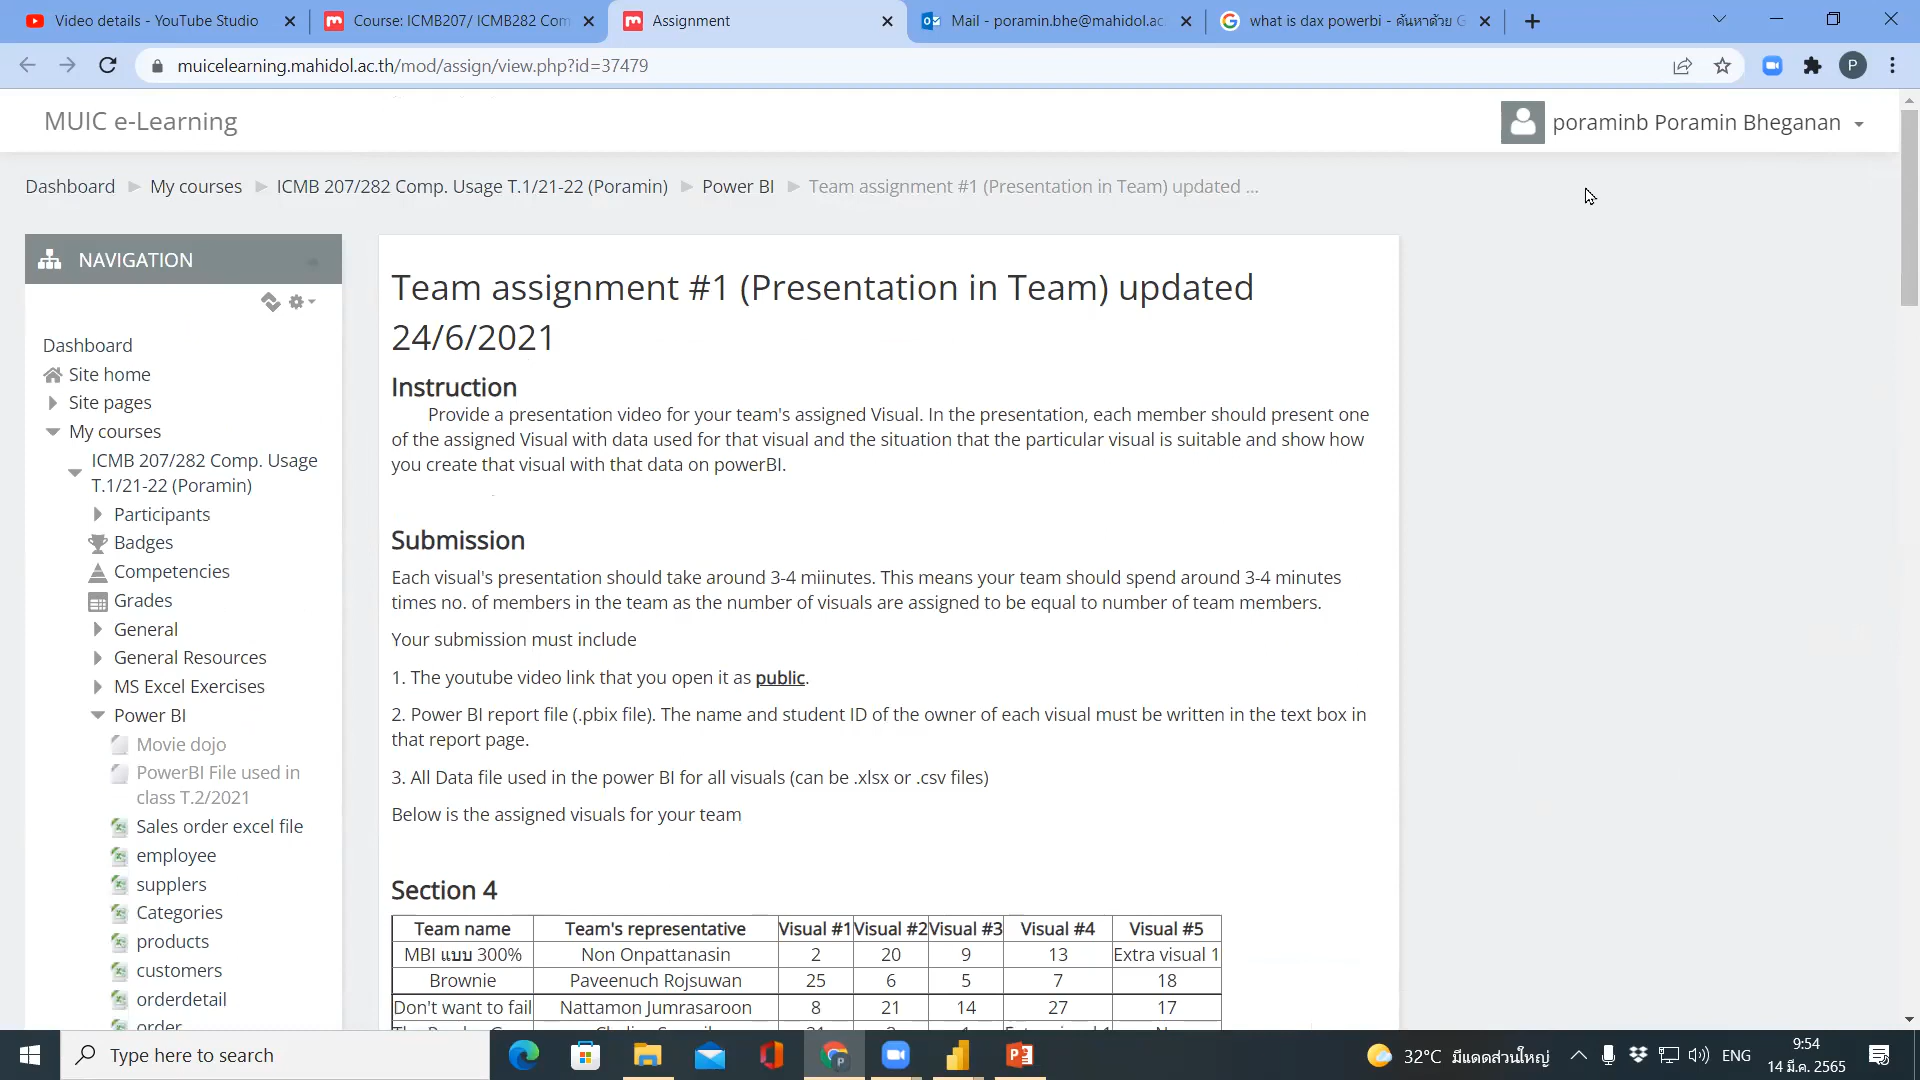 Video details - YouTube Studio
Course: ICMB207/ ICMB282 Com
Assignment
Mail - poramin.bhe@mahidol.ac
what is dax powerbi - ค้นหาด้วย G
muicelearning.mahidol.ac.th/mod/assign/view.php?id=37479
P
MUIC e-Learning
poraminb Poramin Bheganan
Dashboard
My courses
ICMB 207/282 Comp. Usage T.1/21-22 (Poramin)
Power BI
Team assignment #1 (Presentation in Team) updated ...
NAVIGATION
Dashboard
Site home
Site pages
My courses
ICMB 207/282 Comp. Usage
T.1/21-22 (Poramin)
Participants
Badges
Competencies
Grades
General
General Resources
MS Excel Exercises
Power BI
Movie dojo
PowerBI File used in
class T.2/2021
Sales order excel file
employee
supplers
Categories
products
customers
orderdetail
order
Team assignment #1 (Presentation in Team) updated
24/6/2021
Instruction
Provide a presentation video for your team's assigned Visual. In the presentation, each member should present one
of the assigned Visual with data used for that visual and the situation that the particular visual is suitable and show how
you create that visual with that data on powerBI.
Submission
Each visual's presentation should take around 3-4 miinutes. This means your team should spend around 3-4 minutes
times no. of members in the team as the number of visuals are assigned to be equal to number of team members.
Your submission must include
1. The youtube video link that you open it as public.
2. Power BI report file (.pbix file). The name and student ID of the owner of each visual must be written in the text box in
that report page.
3. All Data file used in the power BI for all visuals (can be .xlsx or .csv files)
Below is the assigned visuals for your team
Section 4
Team name Team's representative Visual #1 Visual #2 Visual #3 Visual #4 Visual #5
MBI แบบ 300% Non Onpattanasin 2 20 9 13 Extra visual 1
Brownie Paveenuch Rojsuwan 25 6 5 7 18
Don't want to fail Nattamon Jumrasaroon 8 21 14 27 17
Type here to search
32°C มีแดดส่วนใหญ่
ENG
9:54
14 มี.ค. 2565